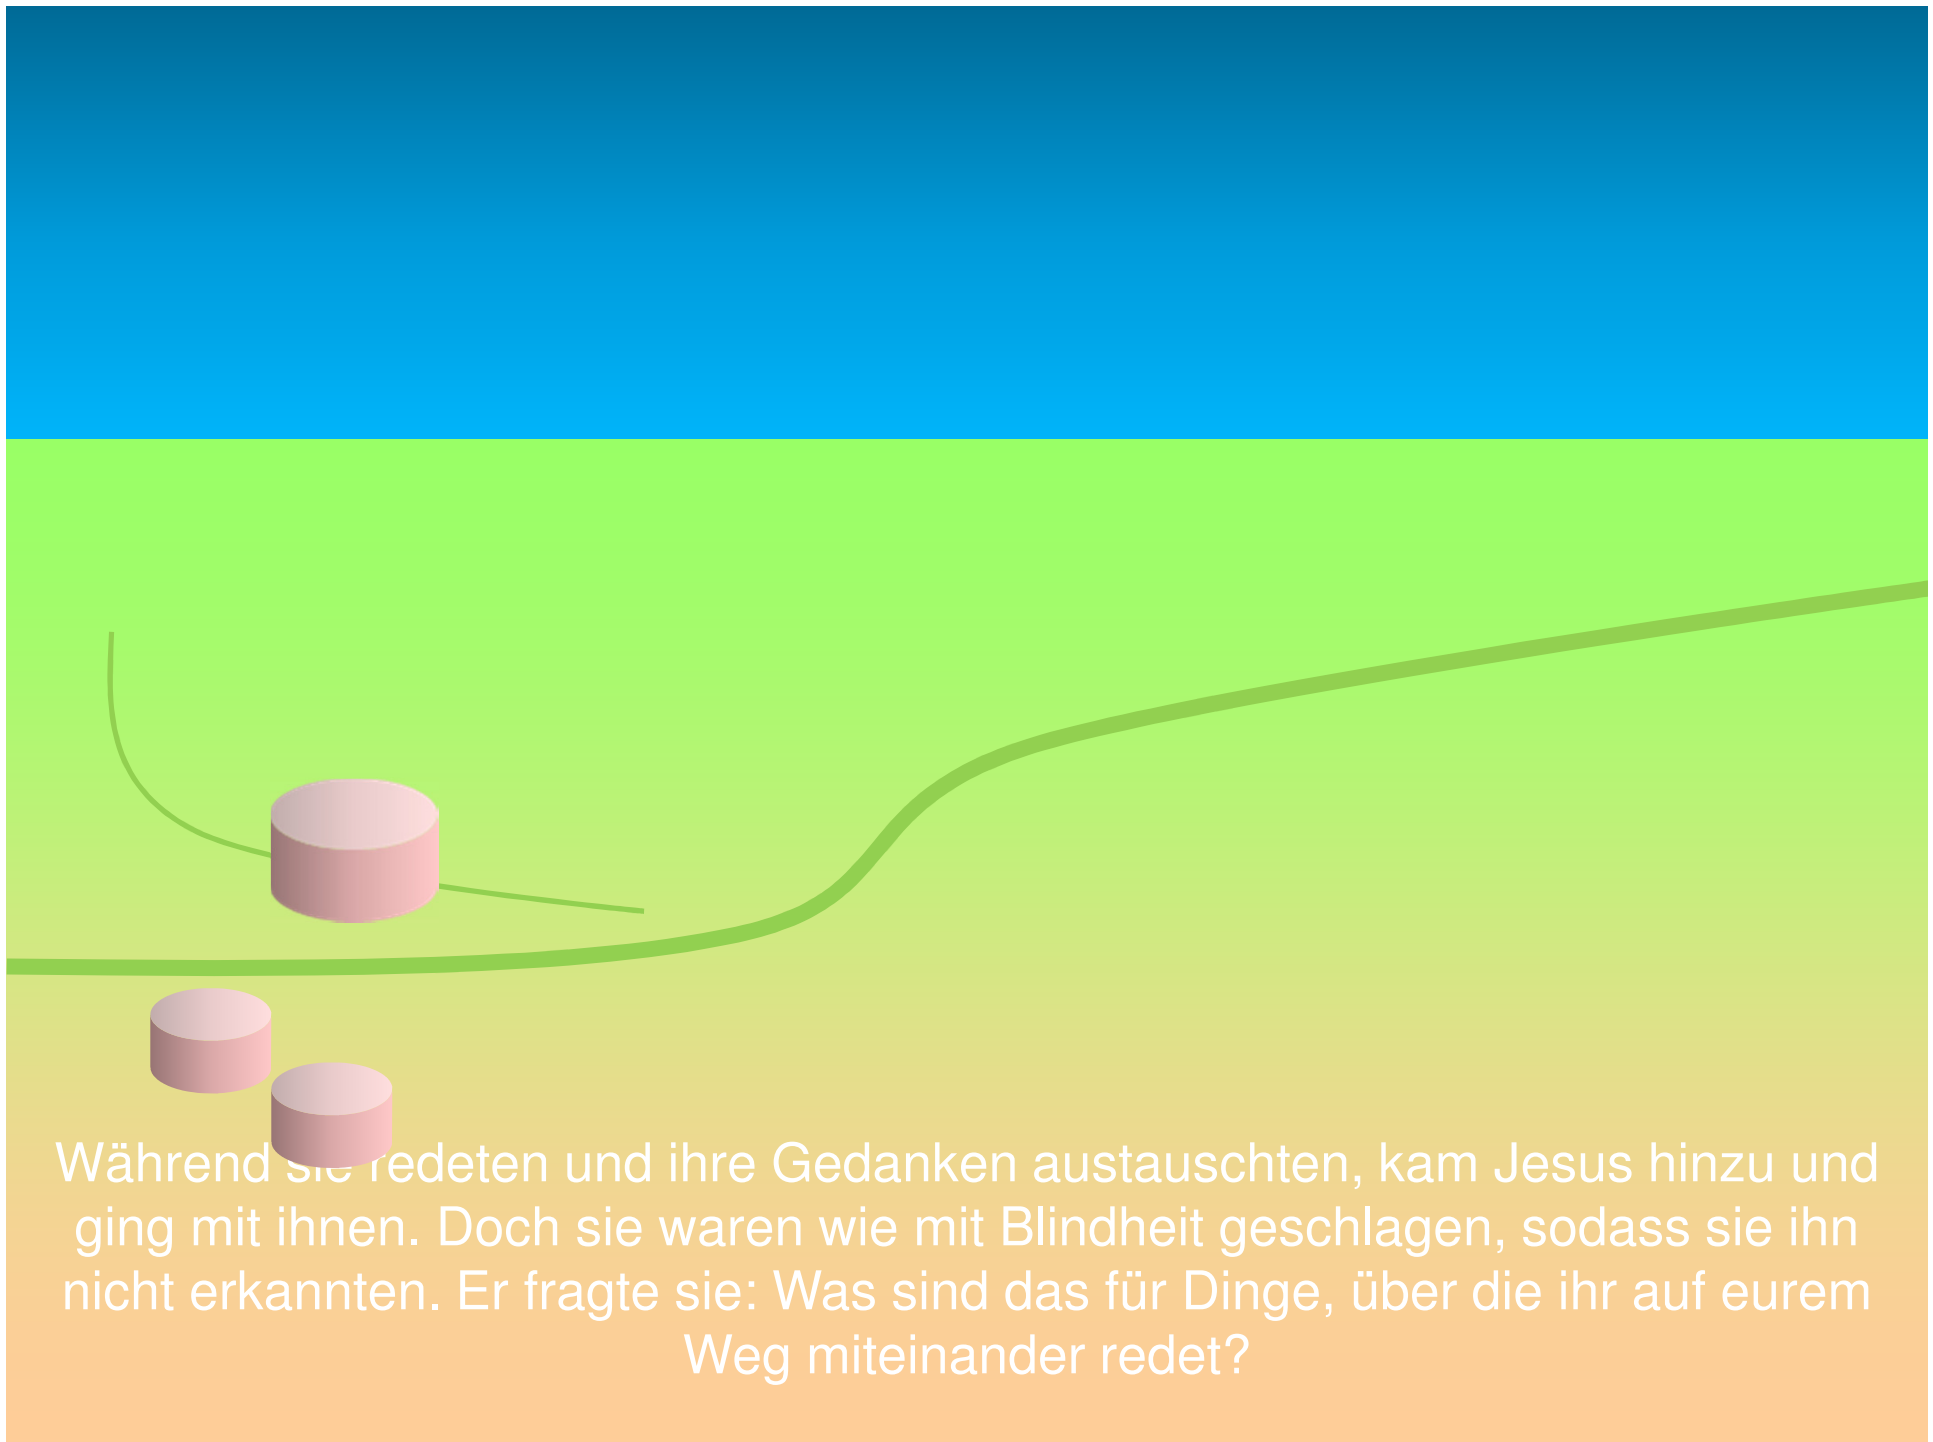 Während sie redeten und ihre Gedanken austauschten, kam Jesus hinzu und
ging mit ihnen. Doch sie waren wie mit Blindheit geschlagen, sodass sie ihn
nicht erkannten. Er fragte sie: Was sind das für Dinge, über die ihr auf eurem
Weg miteinander redet?